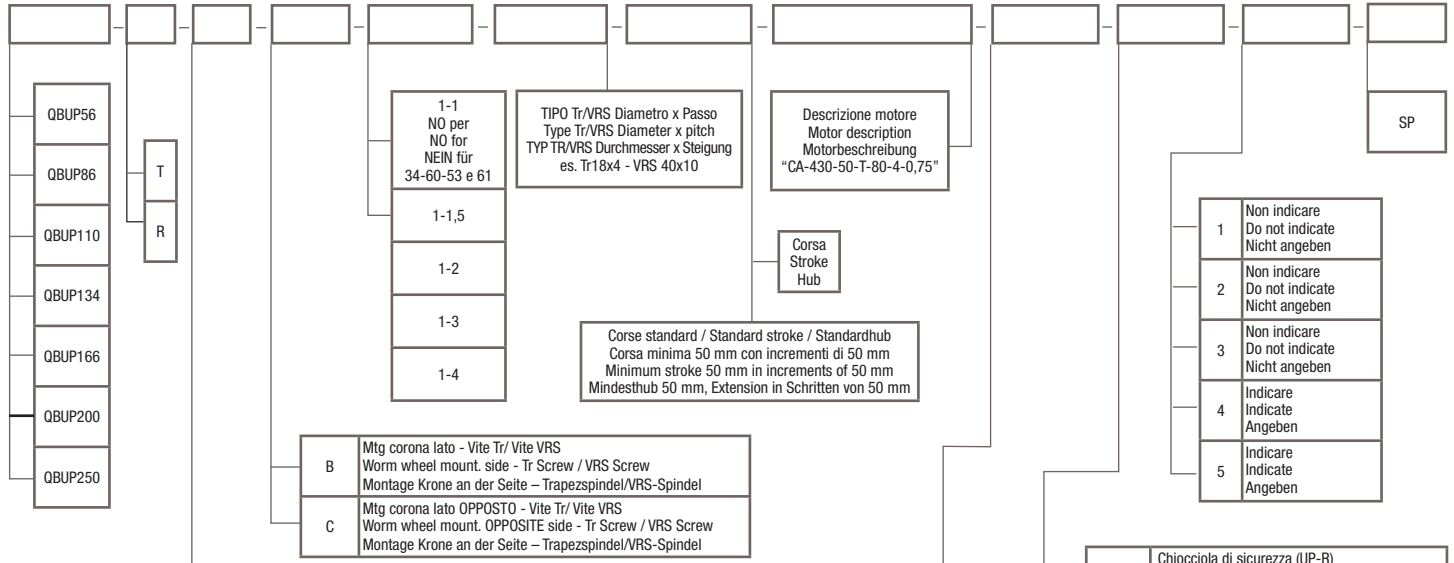 QBUP56
QBUP86
QBUP110
QBUP134
QBUP166
QBUP200
QBUP250
T
R
1-1
NO per
NO for
NEIN für
34-60-53 e 61
1-1,5
1-2
1-3
1-4
TIPO Tr/VRS Diametro x Passo
Type Tr/VRS Diameter x pitch
TYP TR/VRS Durchmesser x Steigung
es. Tr18x4 - VRS 40x10
Descrizione motore
Motor description
Motorbeschreibung
“CA-430-50-T-80-4-0,75”
SP
Corsa
Stroke
Hub
Corse standard / Standard stroke / Standardhub
Corsa minima 50 mm con incrementi di 50 mm
Minimum stroke 50 mm in increments of 50 mm
Mindesthub 50 mm, Extension in Schritten von 50 mm
1
Non indicare
Do not indicate
Nicht angeben
2
Non indicare
Do not indicate
Nicht angeben
3
Non indicare
Do not indicate
Nicht angeben
4
Indicare
Indicate
Angeben
5
Indicare
Indicate
Angeben
B
Mtg corona lato - Vite Tr/ Vite VRS
Worm wheel mount. side - Tr Screw / VRS Screw
Montage Krone an der Seite – Trapezspindel/VRS-Spindel
C
Mtg corona lato OPPOSTO - Vite Tr/ Vite VRS
Worm wheel mount. OPPOSITE side - Tr Screw / VRS Screw
Montage Krone an der Seite – Trapezspindel/VRS-Spindel
Chiocciola di sicurezza (UP-R)